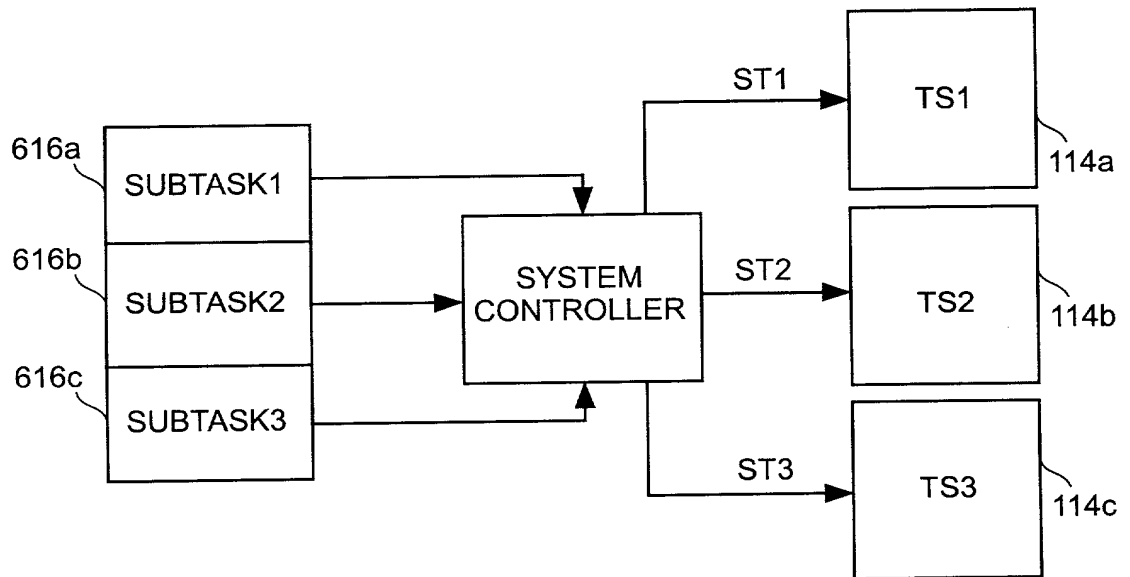 616a
SUBTASK1
616b
SUBTASK2
616c
SUBTASK3
SYSTEM
CONTROLLER
ST1
TS1
114a
ST2
TS2
114b
ST3
TS3
114c